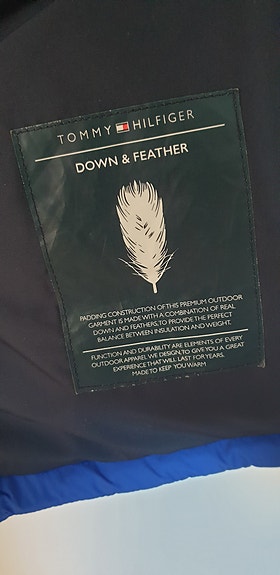 TOMMY HILFIGER
DOWN & FEATHER
PADDING CONSTRUCTION OF THIS PREMIUM OUTDOOR
GARMENT IS MADE WITH A COMBINATION OF REAL
DOWN AND FEATHERS, TO PROVIDE THE PERFECT
BALANCE BETWEEN INSULATION AND WEIGHT.
FUNCTION AND DURABILITY ARE ELEMENTS OF EVERY
OUTDOOR APPAREL WE DESIGN, TO GIVE YOU A GREAT
EXPERIENCE THAT WILL LAST FOR YEARS.
MADE TO KEEP YOU WARM